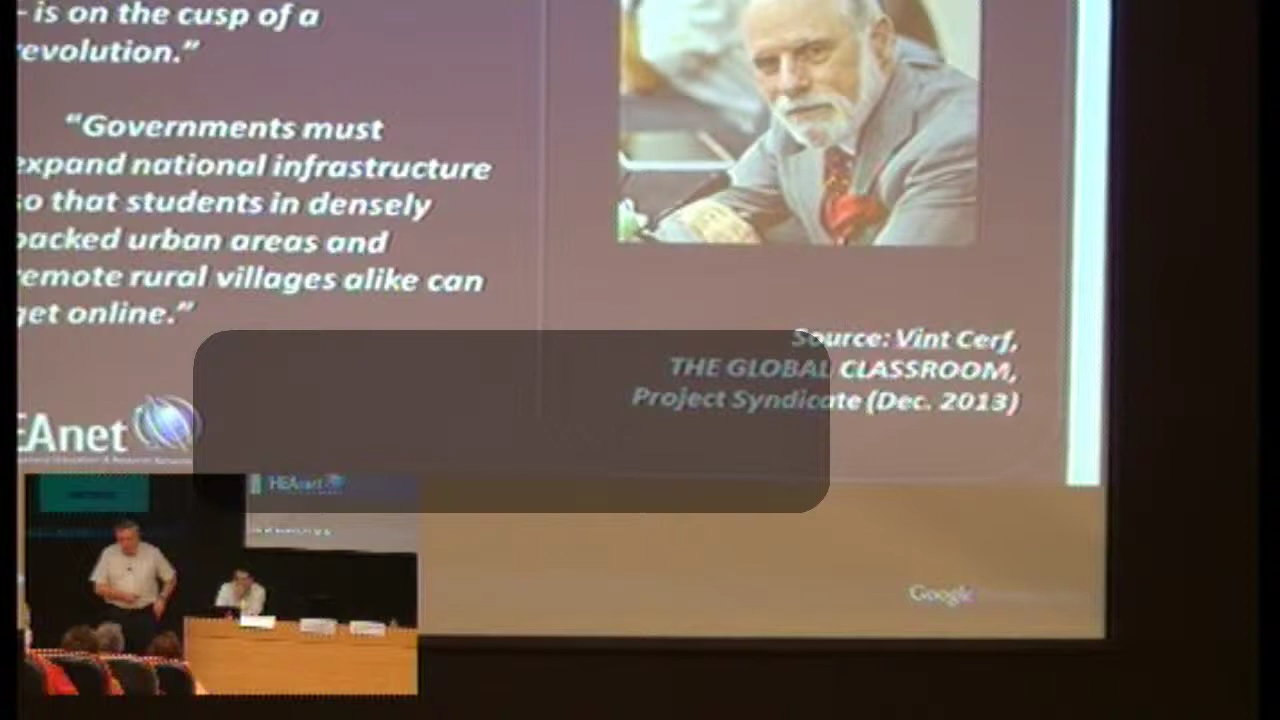 - is on the cusp of a
evolution.”
“Governments must
expand national infrastructure
so that students in densely
packed urban areas and
remote rural villages alike can
get online.”
Source: Vint Cerf,
THE GLOBAL CLASSROOM,
Project Syndicate (Dec. 2013)
EAnet
HEAnet
Google